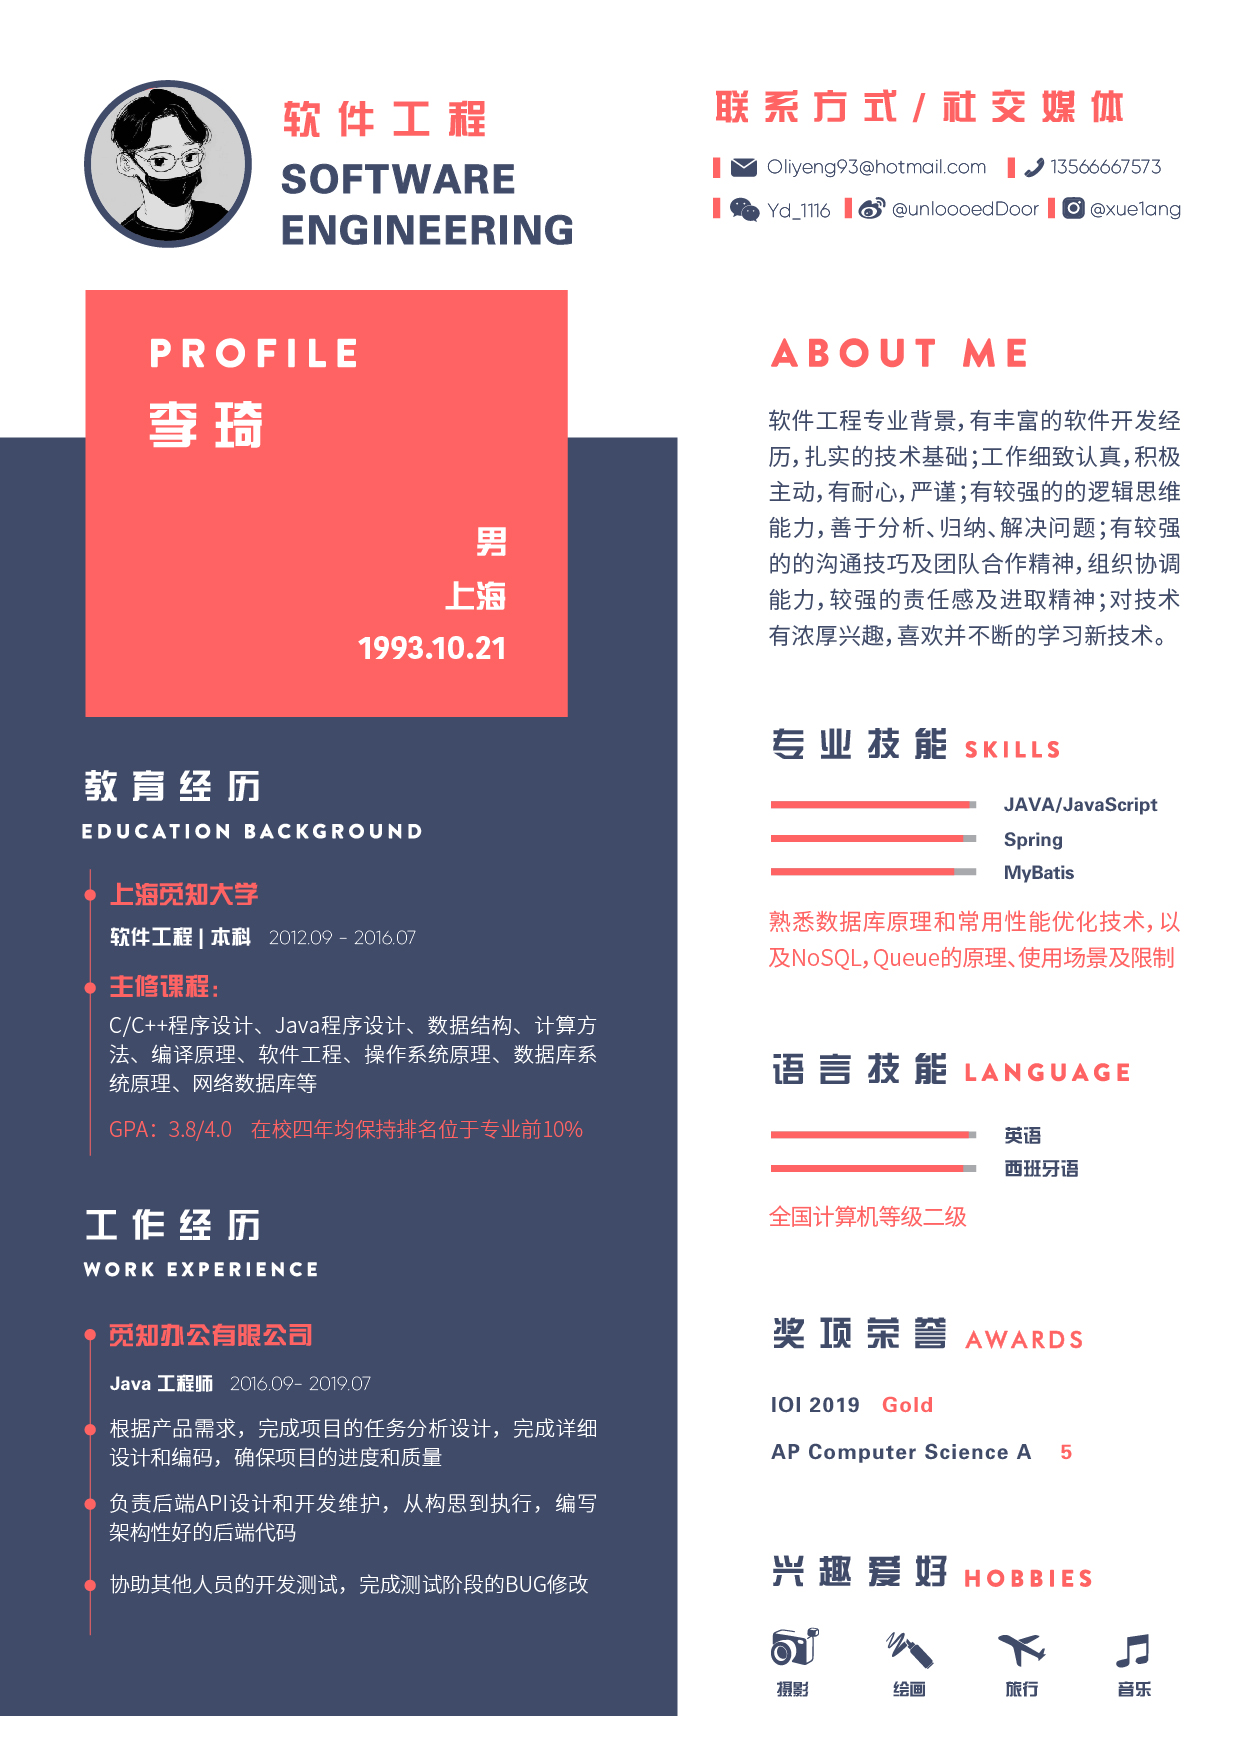 软件工程
SOFTWARE
ENGINEERING
联系方式/社交媒体
Oliyeng93@hotmail.com 13566667573
Yd_1116 @unloooedDoor @xue1ang
PROFILE
李琦
男
上海
1993.10.21
教育经历
EDUCATION BACKGROUND
上海觅知大学
软件工程 | 本科 2012.09 - 2016.07
主修课程：
C/C++程序设计、Java程序设计、数据结构、计算方
法、编译原理、软件工程、操作系统原理、数据库系
统原理、网络数据库等
GPA：3.8/4.0 在校四年均保持排名位于专业前10%
工作经历
WORK EXPERIENCE
觅知办公有限公司
Java 工程师 2016.09- 2019.07
根据产品需求，完成项目的任务分析设计，完成详细
设计和编码，确保项目的进度和质量
负责后端API设计和开发维护，从构思到执行，编写
架构性好的后端代码
协助其他人员的开发测试，完成测试阶段的BUG修改
ABOUT ME
软件工程专业背景，有丰富的软件开发经
历，扎实的技术基础；工作细致认真，积极
主动，有耐心，严谨；有较强的的逻辑思维
能力，善于分析、归纳、解决问题；有较强
的的沟通技巧及团队合作精神，组织协调
能力，较强的责任感及进取精神；对技术
有浓厚兴趣，喜欢并不断的学习新技术。
专业技能 SKILLS
JAVA/JavaScript
Spring
MyBatis
熟悉数据库原理和常用性能优化技术，以
及NoSQL，Queue的原理、使用场景及限制
语言技能 LANGUAGE
英语
西班牙语
全国计算机等级二级
奖项荣誉 AWARDS
IOI 2019 Gold
AP Computer Science A 5
兴趣爱好 HOBBIES
摄影 绘画 旅行 音乐